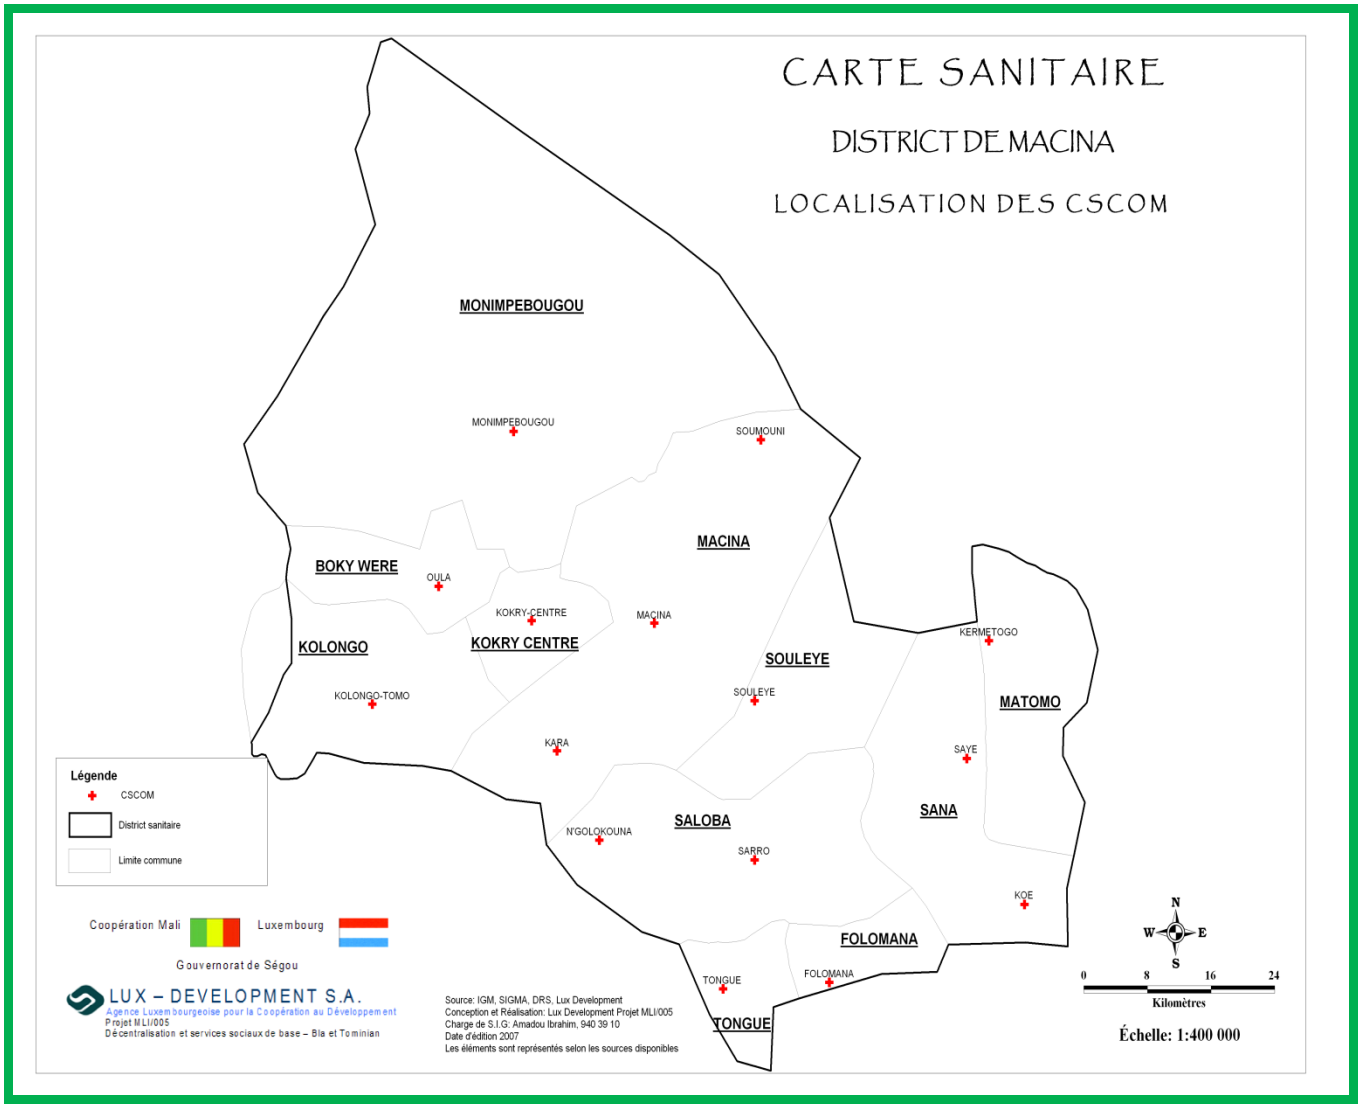 CARTE SANITAIRE
DISTRICT DE MACINA
LOCALISATION DES CSCOM
MONIMPEBOUGOU
MONIMPEBOUGOU
SOUMOUNI
MACINA
BOKY WERE
OULA
KOKRY-CENTRE
MACINA
KERMETOGO
KOLONGO
KOKRY CENTRE
SOULEYE
KOLONGO-TOMO
SOULEYE
MATOMO
KARA
SAYE
Légende
CSCOM
District sanitaire
Limite commune
SALOBA
SANA
N'GOLOKOUNA
SARRO
KOE
FOLOMANA
TONGUE
FOLOMANA
TONGUE
Coopération Mali
Luxembourg
Gouvernorat de Ségou
LUX – DEVELOPMENT S.A.
Agence Luxembourgeoise pour la Coopération au Développement
Projet MLI/005
Décentralisation et services sociaux de base – Bla et Tominian
Source: IGM, SIGMA, DRS, Lux Development
Conception et Réalisation: Lux Development Projet MLI/005
Charge de S.I.G: Amadou Ibrahim, 940 39 10
Date d'édition 2007
Les éléments sont représentés selon les sources disponibles
N
W E
S
0 8 16 24
Kilomètres
Échelle: 1:400 000